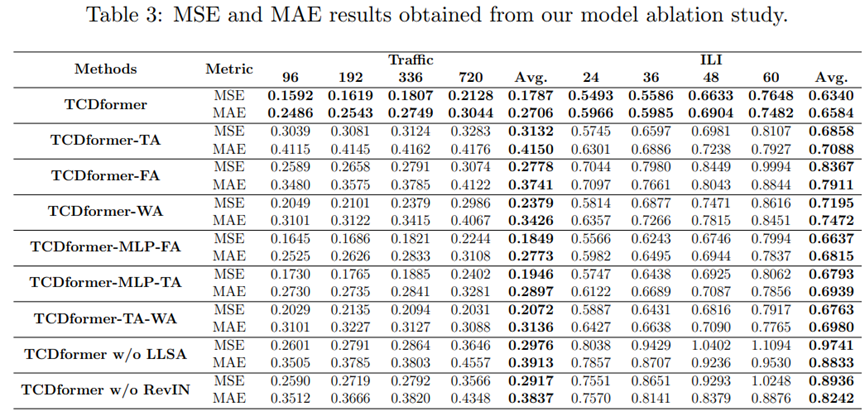 Table 3: MSE and MAE results obtained from our model ablation study.
Methods Metric Traffic ILI
96 192 336 720 Avg. 24 36 48 60 Avg.
TCDformer MSE 0.1592 0.1619 0.1807 0.2128 0.1787 0.5493 0.5586 0.6633 0.7648 0.6340
MAE 0.2486 0.2543 0.2749 0.3044 0.2706 0.5966 0.5985 0.6904 0.7482 0.6584
TCDformer-TA MSE 0.3039 0.3081 0.3124 0.3283 0.3132 0.5745 0.6597 0.6981 0.8107 0.6858
MAE 0.4115 0.4145 0.4162 0.4176 0.4150 0.6301 0.6886 0.7238 0.7927 0.7088
TCDformer-FA MSE 0.2589 0.2658 0.2791 0.3074 0.2778 0.7044 0.7980 0.8449 0.9994 0.8367
MAE 0.3480 0.3575 0.3785 0.4122 0.3741 0.7097 0.7661 0.8043 0.8844 0.7911
TCDformer-WA MSE 0.2049 0.2101 0.2379 0.2986 0.2379 0.5814 0.6877 0.7471 0.8616 0.7195
MAE 0.3101 0.3122 0.3415 0.4067 0.3426 0.6357 0.7266 0.7815 0.8451 0.7472
TCDformer-MLP-FA MSE 0.1645 0.1686 0.1821 0.2244 0.1849 0.5566 0.6243 0.6746 0.7994 0.6637
MAE 0.2525 0.2626 0.2833 0.3108 0.2773 0.5982 0.6495 0.6944 0.7837 0.6815
TCDformer-MLP-TA MSE 0.1730 0.1765 0.1885 0.2402 0.1946 0.5747 0.6438 0.6925 0.8062 0.6793
MAE 0.2730 0.2735 0.2841 0.3281 0.2897 0.6122 0.6689 0.7087 0.7856 0.6939
TCDformer-TA-WA MSE 0.2029 0.2135 0.2094 0.2031 0.2072 0.5887 0.6431 0.6816 0.7917 0.6763
MAE 0.3101 0.3227 0.3127 0.3088 0.3136 0.6427 0.6638 0.7090 0.7765 0.6980
TCDformer w/o LLSA MSE 0.2601 0.2791 0.2864 0.3646 0.2976 0.8038 0.9429 1.0402 1.1094 0.9741
MAE 0.3505 0.3785 0.3803 0.4557 0.3913 0.7857 0.8707 0.9236 0.9530 0.8833
TCDformer w/o RevIN MSE 0.2590 0.2719 0.2792 0.3566 0.2917 0.7551 0.8651 0.9293 1.0248 0.8936
MAE 0.3512 0.3666 0.3820 0.4348 0.3837 0.7570 0.8141 0.8379 0.8876 0.8242